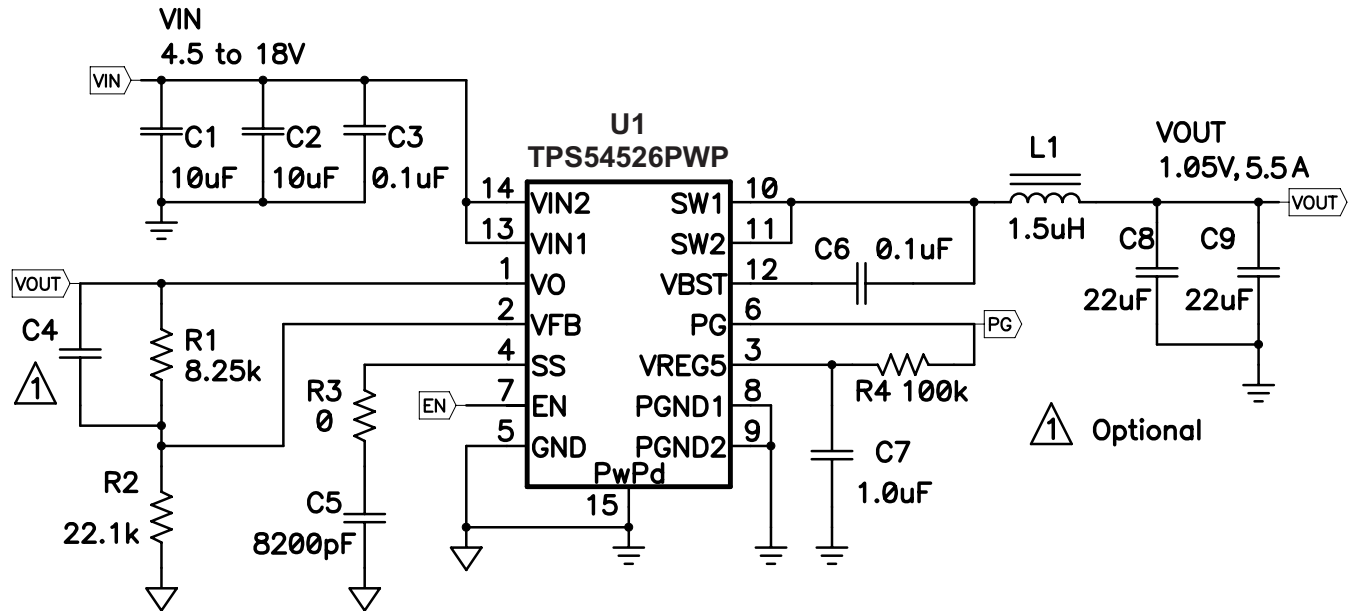 VIN
4.5 to 18V
VIN
C1
10uF
C2
10uF
C3
0.1uF
U1
TPS54526PWP
14
VIN2
13
VIN1
1
VO
2
VFB
4
SS
7
EN
5
GND
SW1
10
SW2
11
VBST
12
PG
6
VREG5
3
PGND1
8
PGND2
9
PwPd
15
VOUT
C4
1
R1
8.25k
R2
22.1k
R3
0
C5
8200pF
EN
C6
0.1uF
L1
1.5uH
VOUT
1.05V, 5.5A
VOUT
C8
22uF
C9
22uF
PG
R4 100k
C7
1.0uF
1 Optional